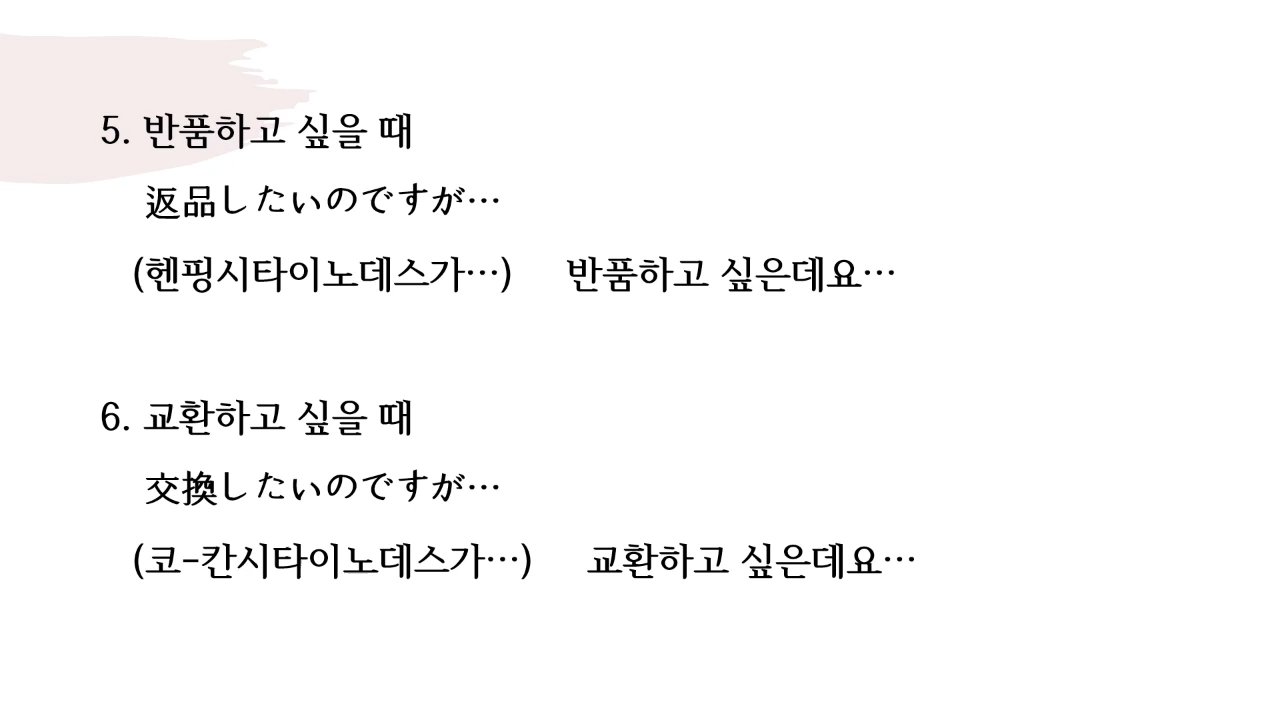 5. 반품하고 싶을 때
返品したいのですが…
(헨핑시타이노데스가…) 반품하고 싶은데요…
6. 교환하고 싶을 때
交換したいのですが…
(코-칸시타이노데스가…) 교환하고 싶은데요…